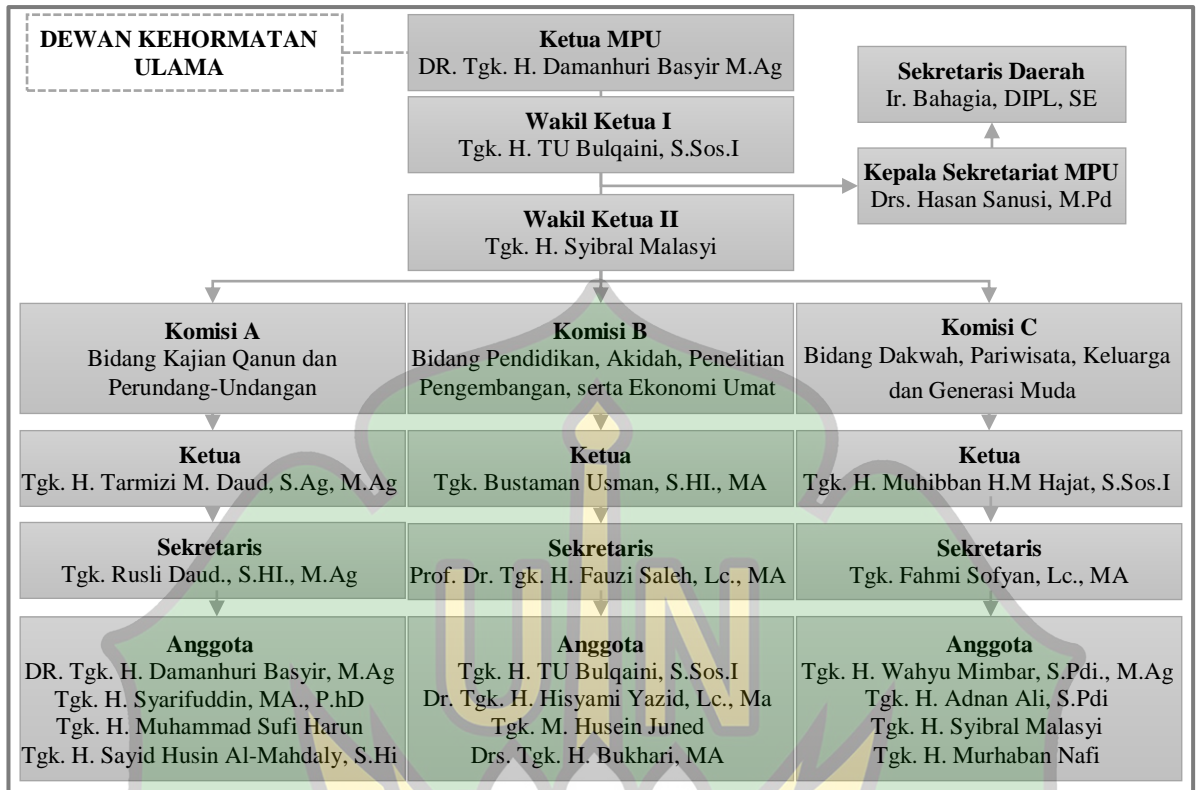 DEWAN KEHORMATAN
ULAMA
Ketua MPU
DR. Tgk. H. Damanhuri Basyir M.Ag
Sekretaris Daerah
Ir. Bahagia, DIPL, SE
Wakil Ketua I
Tgk. H. TU Bulqaini, S.Sos.I
Kepala Sekretariat MPU
Drs. Hasan Sanusi, M.Pd
Wakil Ketua II
Tgk. H. Syibral Malasyi
Komisi A
Bidang Kajian Qanun dan
Perundang-Undangan
Komisi B
Bidang Pendidikan, Akidah, Penelitian
Pengembangan, serta Ekonomi Umat
Komisi C
Bidang Dakwah, Pariwisata, Keluarga
dan Generasi Muda
Ketua
Tgk. H. Tarmizi M. Daud, S.Ag, M.Ag
Ketua
Tgk. Bustaman Usman, S.HI., MA
Ketua
Tgk. H. Muhibban H.M Hajat, S.Sos.I
Sekretaris
Tgk. Rusli Daud., S.HI., M.Ag
Sekretaris
Prof. Dr. Tgk. H. Fauzi Saleh, Lc., MA
Sekretaris
Tgk. Fahmi Sofyan, Lc., MA
Anggota
DR. Tgk. H. Damanhuri Basyir, M.Ag
Tgk. H. Syarifuddin, MA., P.hD
Tgk. H. Muhammad Sufi Harun
Tgk. H. Sayid Husin Al-Mahdaly, S.Hi
Anggota
Tgk. H. TU Bulqaini, S.Sos.I
Dr. Tgk. H. Hisyami Yazid, Lc., Ma
Tgk. M. Husein Juned
Drs. Tgk. H. Bukhari, MA
Anggota
Tgk. H. Wahyu Mimbar, S.Pdi., M.Ag
Tgk. H. Adnan Ali, S.Pdi
Tgk. H. Syibral Malasyi
Tgk. H. Murhaban Nafi
UIN